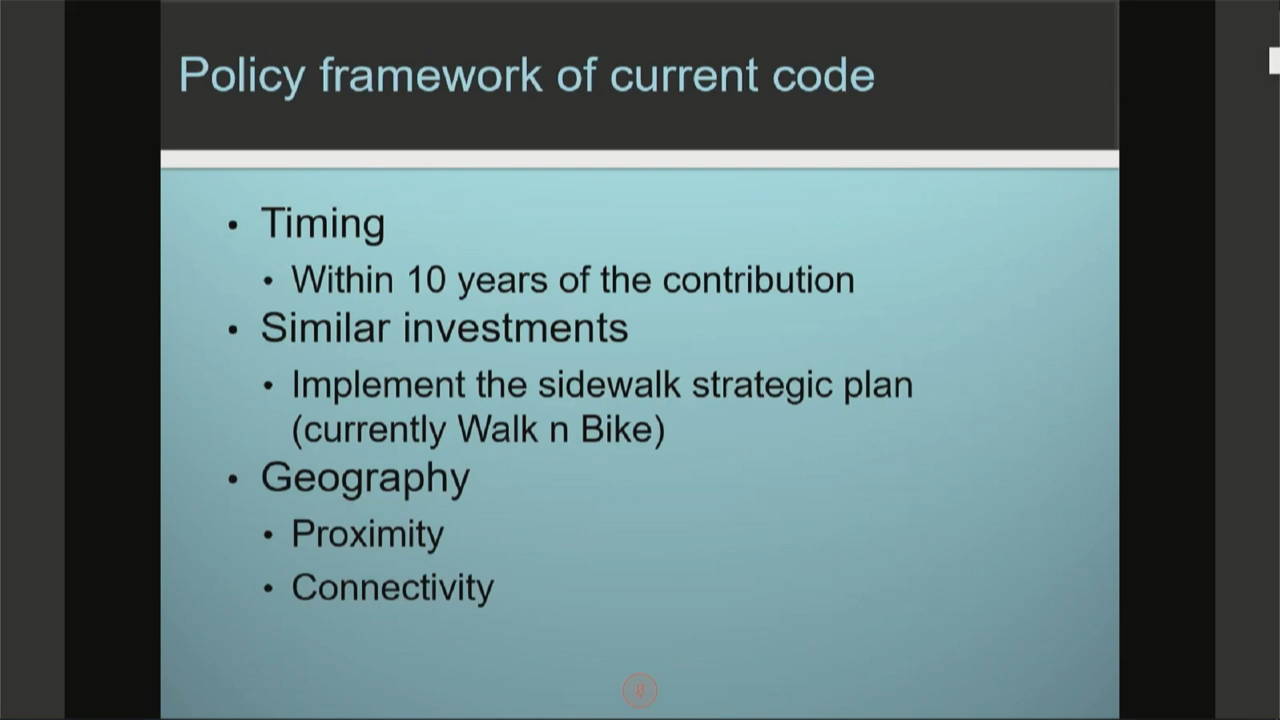 Policy framework of current code
• Timing
• Within 10 years of the contribution
• Similar investments
• Implement the sidewalk strategic plan
(currently Walk n Bike)
• Geography
• Proximity
• Connectivity